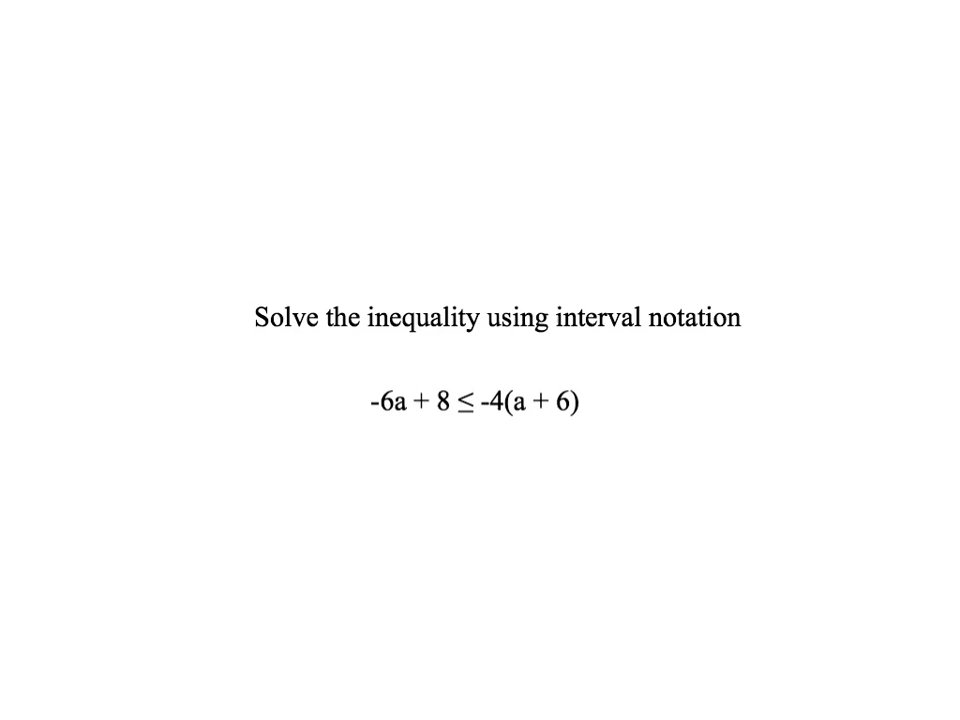 Solve the inequality using interval notation
-6a + 8 ≤ -4(a + 6)